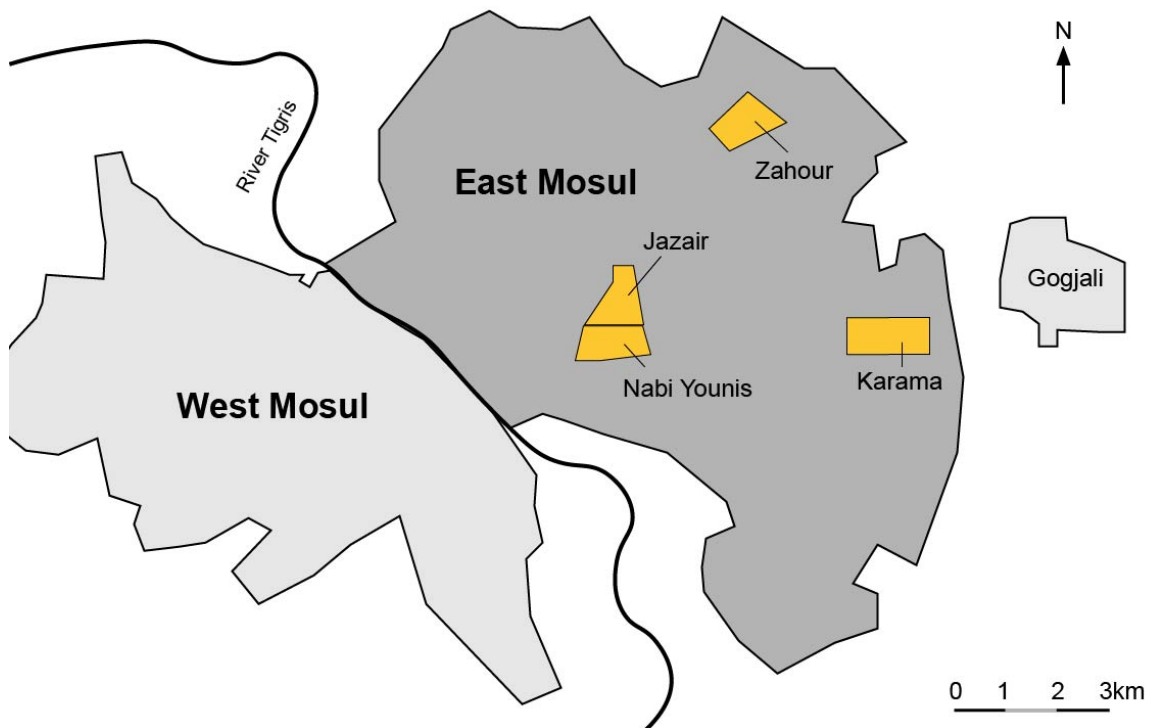 N
River Tigris
East Mosul
Zahour
Jazair
Gogjali
Nabi Younis
Karama
West Mosul
0 1 2 3km